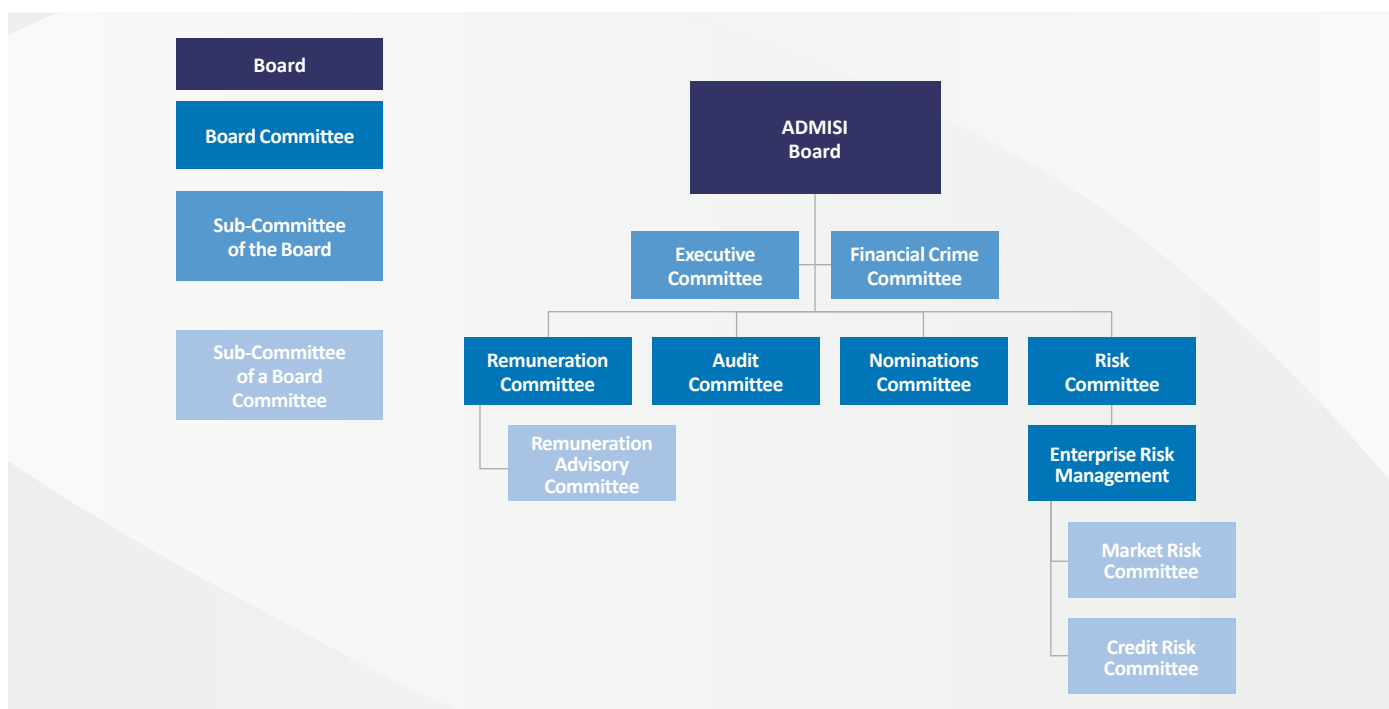 Board
Board Committee
Sub-Committee
of the Board
Sub-Committee
of a Board
Committee
ADMISI
Board
Executive
Committee
Financial Crime
Committee
Remuneration
Committee
Audit
Committee
Nominations
Committee
Risk
Committee
Remuneration
Advisory
Committee
Enterprise Risk
Management
Market Risk
Committee
Credit Risk
Committee